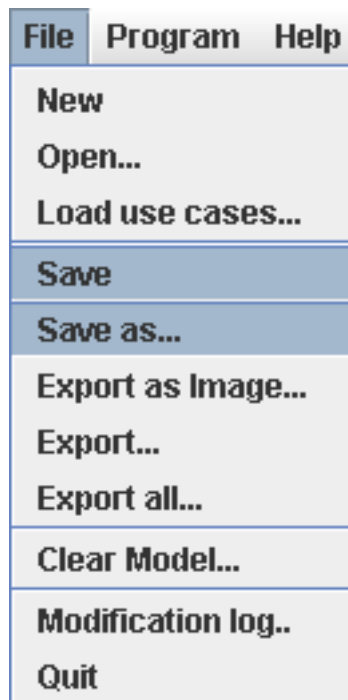 File Program Help
New
Open...
Load use cases...
Save
Save as...
Export as Image...
Export...
Export all...
Clear Model...
Modification log..
Quit